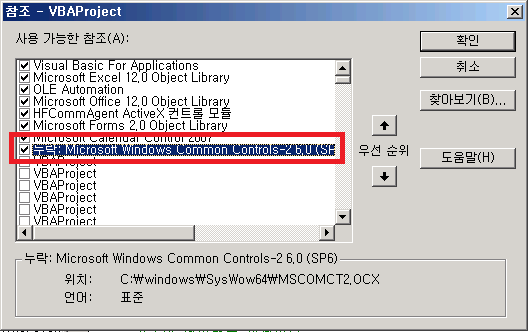 참조 - VBAProject
사용 가능한 참조(A):
Visual Basic For Applications
Microsoft Excel 12,0 Object Library
OLE Automation
Microsoft Office 12,0 Object Library
HFCommAgent ActiveX 컨트롤 모듈
Microsoft Forms 2,0 Object Library
Microsoft Calendar Control 2007
누락: Microsoft Windows Common Controls-2 6,0 (SP
VBAProject
VBAProject
VBAProject
VBAProject
확인
취소
찾아보기(B)...
우선 순위
도움말(H)
누락: Microsoft Windows Common Controls-2 6,0 (SP6)
위치: C:₩windows₩SysWow64₩MSCOMCT2,OCX
언어: 표준